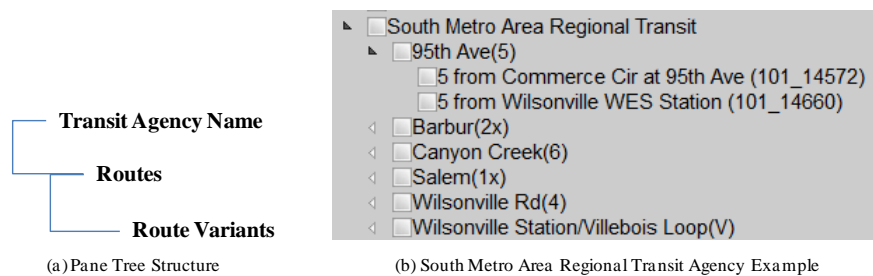 Transit Agency Name
Routes
Route Variants
(a) Pane Tree Structure
South Metro Area Regional Transit
95th Ave(5)
5 from Commerce Cir at 95th Ave (101_14572)
5 from Wilsonville WES Station (101_14660)
Barbur(2x)
Canyon Creek(6)
Salem(1x)
Wilsonville Rd(4)
Wilsonville Station/Villebois Loop(V)
(b) South Metro Area Regional Transit Agency Example